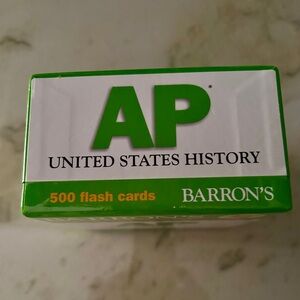 AP
UNITED STATES HISTORY
500 flash cards BARRON'S